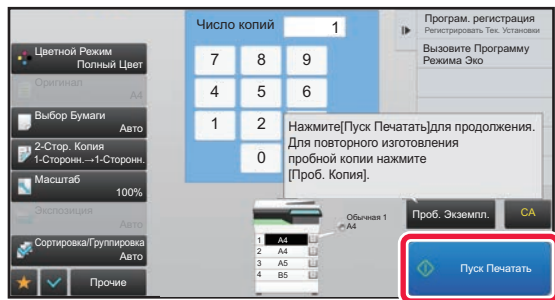 Число копий
1
Програм. регистрация
Регистрировать Тек. Установки
Вызовите Программу
Режима Эко
Цветной Режим
Полный Цвет
Оригинал
A4
Выбор Бумаги
Авто
2-Стор. Копия
1-Сторонн.→1-Сторонн.
Масштаб
100%
Экспозиция
Авто
Сортировка/Группировка
Авто
Прочие
7 8 9
4 5 6
1 2
0
Нажмите[Пуск Печатать]для продолжения.
Для повторного изготовления
пробной копии нажмите
[Проб. Копия].
Обычная 1
A4
1 A4
2 A4
3 A5
4 B5
Проб. Экземпл.
CA
Пуск Печатать